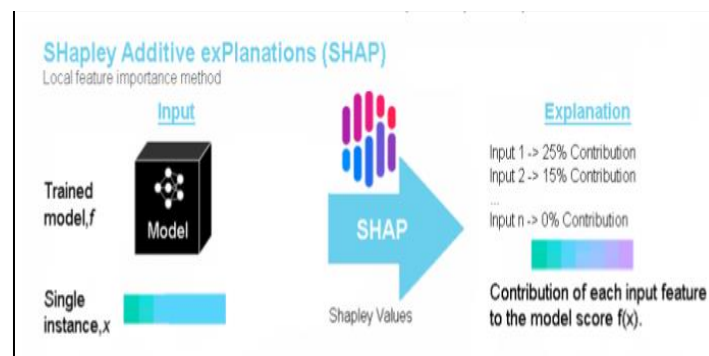 SHapley Additive exPlanations (SHAP)
Local feature importance method
Input
Explanation
Trained
model,f
Model
SHAP
Input 1 -> 25% Contribution
Input 2 -> 15% Contribution
...
Input n -> 0% Contribution
Single
instance,x
Shapley Values
Contribution of each input feature
to the model score f(x).